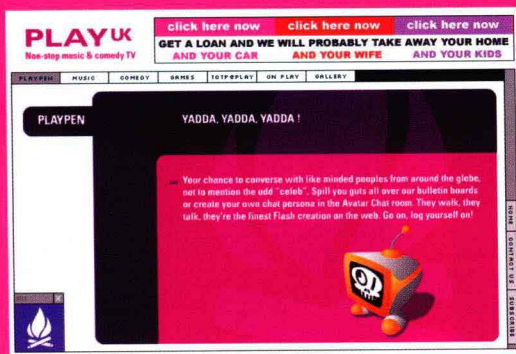 PLAY UK
Non-stop music & comedy TV
click here now click here now click here now
GET A LOAN AND WE WILL PROBABLY TAKE AWAY YOUR HOME
AND YOUR CAR AND YOUR WIFE AND YOUR KIDS
PLAYPEN MUSIC COMEDY GAMES TOTP@PLAY ON PLAY GALLERY
PLAYPEN
YADDA, YADDA, YADDA !
Your chance to converse with like minded peoples from around the globe,
not to mention the odd "celeb". Spill you guts all over our bulletin boards
or create your own chat persona in the Avatar Chat room. They walk, they
talk, they're the finest Flash creation on the web. Go on, log yourself on!
HOME
CONTACT US
SUBSCRIBE